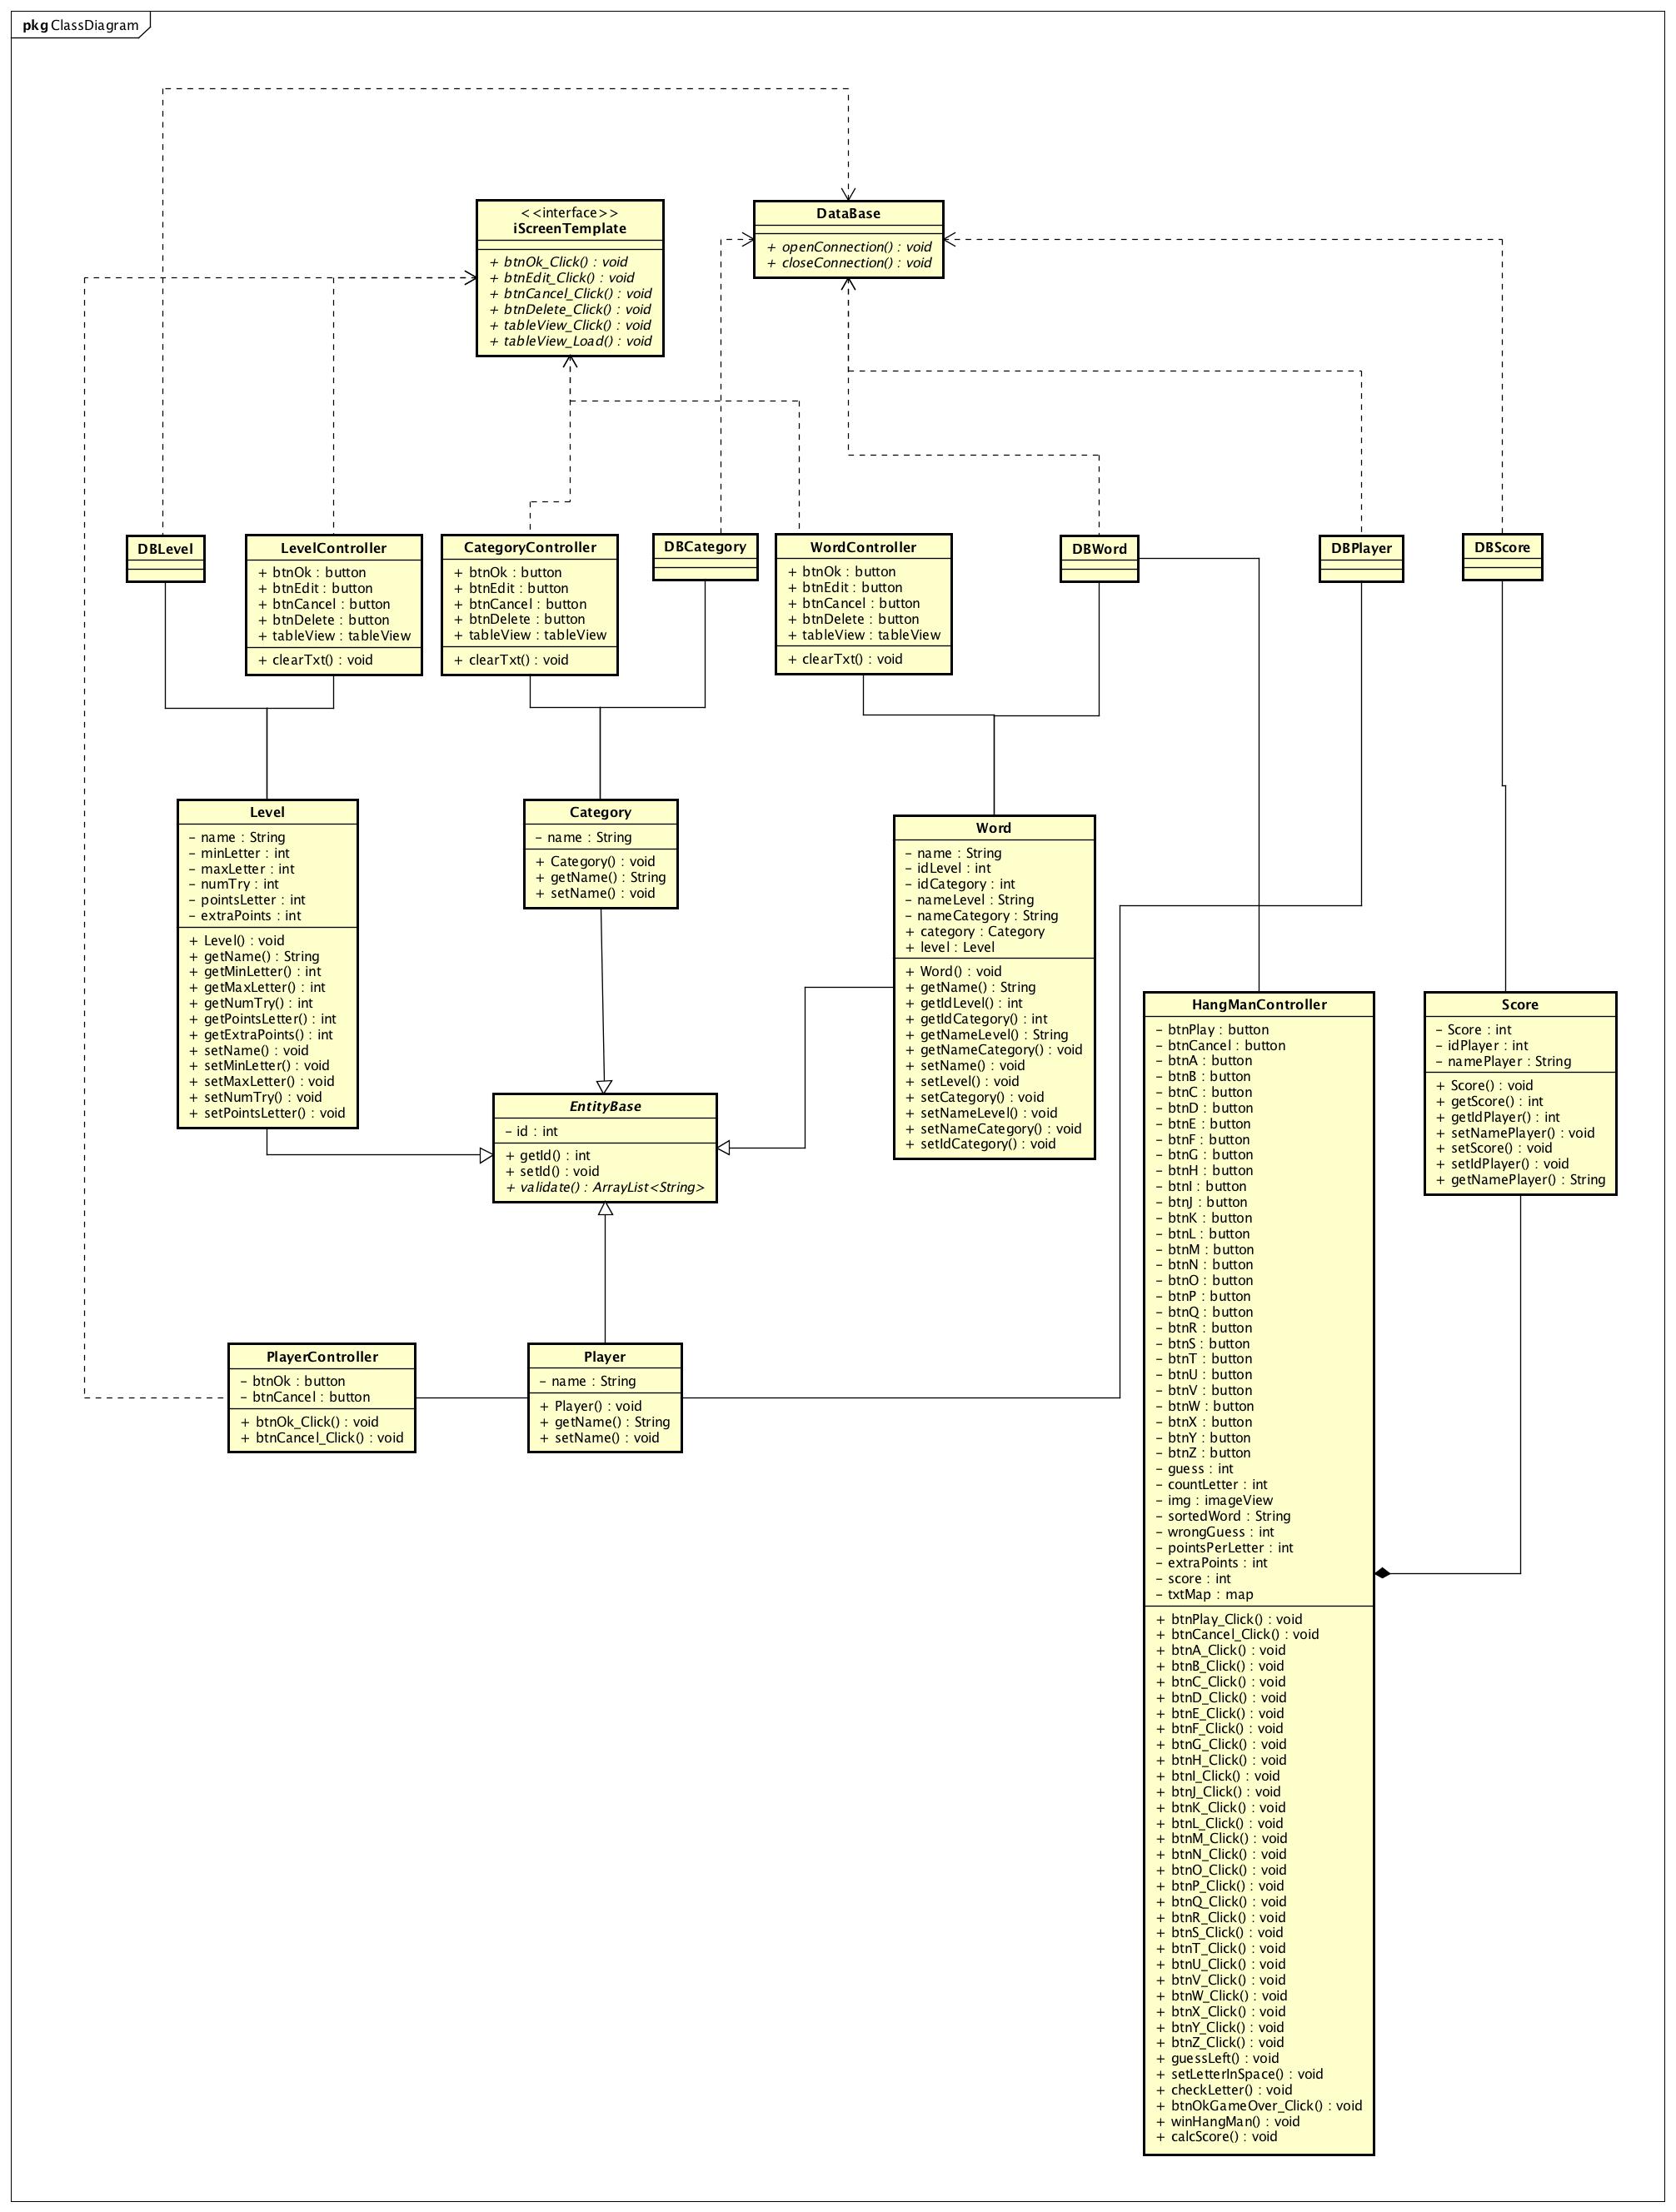 pkg ClassDiagram
<<interface>>
iScreenTemplate
+ btnOk_Click() : void
+ btnEdit_Click() : void
+ btnCancel_Click() : void
+ btnDelete_Click() : void
+ tableView_Click() : void
+ tableView_Load() : void
DataBase
+ openConnection() : void
+ closeConnection() : void
DBLevel
LevelController
+ btnOk : button
+ btnEdit : button
+ btnCancel : button
+ btnDelete : button
+ tableView : tableView
+ clearTxt() : void
CategoryController
+ btnOk : button
+ btnEdit : button
+ btnCancel : button
+ btnDelete : button
+ tableView : tableView
+ clearTxt() : void
DBCategory
WordController
+ btnOk : button
+ btnEdit : button
+ btnCancel : button
+ btnDelete : button
+ tableView : tableView
+ clearTxt() : void
DBWord
DBPlayer
DBScore
Level
- name : String
- minLetter : int
- maxLetter : int
- numTry : int
- pointsLetter : int
- extraPoints : int
+ Level() : void
+ getName() : String
+ getMinLetter() : int
+ getMaxLetter() : int
+ getNumTry() : int
+ getPointsLetter() : int
+ getExtraPoints() : int
+ setName() : void
+ setMinLetter() : void
+ setMaxLetter() : void
+ setNumTry() : void
+ setPointsLetter() : void
Category
- name : String
+ Category() : void
+ getName() : String
+ setName() : void
Word
- name : String
- idLevel : int
- idCategory : int
- nameLevel : String
- nameCategory : String
+ category : Category
+ level : Level
+ Word() : void
+ getName() : String
+ getIdLevel() : int
+ getIdCategory() : int
+ getNameLevel() : String
+ getNameCategory() : void
+ setName() : void
+ setLevel() : void
+ setCategory() : void
+ setNameLevel() : void
+ setNameCategory() : void
+ setIdCategory() : void
EntityBase
- id : int
+ getId() : int
+ setId() : void
+ validate() : ArrayList<String>
PlayerController
- btnOk : button
- btnCancel : button
+ btnOk_Click() : void
+ btnCancel_Click() : void
Player
- name : String
+ Player() : void
+ getName() : String
+ setName() : void
HangManController
- btnPlay : button
- btnCancel : button
- btnA : button
- btnB : button
- btnC : button
- btnD : button
- btnE : button
- btnF : button
- btnG : button
- btnH : button
- btnI : button
- btnJ : button
- btnK : button
- btnL : button
- btnM : button
- btnN : button
- btnO : button
- btnP : button
- btnQ : button
- btnR : button
- btnS : button
- btnT : button
- btnU : button
- btnV : button
- btnW : button
- btnX : button
- btnY : button
- btnZ : button
- guess : int
- countLetter : int
- img : imageView
- sortedWord : String
- wrongGuess : int
- pointsPerLetter : int
- extraPoints : int
- score : int
- txtMap : map
+ btnPlay_Click() : void
+ btnCancel_Click() : void
+ btnA_Click() : void
+ btnB_Click() : void
+ btnC_Click() : void
+ btnD_Click() : void
+ btnE_Click() : void
+ btnF_Click() : void
+ btnG_Click() : void
+ btnH_Click() : void
+ btnI_Click() : void
+ btnJ_Click() : void
+ btnK_Click() : void
+ btnL_Click() : void
+ btnM_Click() : void
+ btnN_Click() : void
+ btnO_Click() : void
+ btnP_Click() : void
+ btnQ_Click() : void
+ btnR_Click() : void
+ btnS_Click() : void
+ btnT_Click() : void
+ btnU_Click() : void
+ btnV_Click() : void
+ btnW_Click() : void
+ btnX_Click() : void
+ btnY_Click() : void
+ btnZ_Click() : void
+ guessLeft() : void
+ setLetterInSpace() : void
+ checkLetter() : void
+ btnOkGameOver_Click() : void
+ winHangMan() : void
+ calcScore() : void
Score
- Score : int
- idPlayer : int
- namePlayer : String
+ Score() : void
+ getScore() : int
+ getIdPlayer() : int
+ setNamePlayer() : void
+ setScore() : void
+ setIdPlayer() : void
+ getNamePlayer() : String